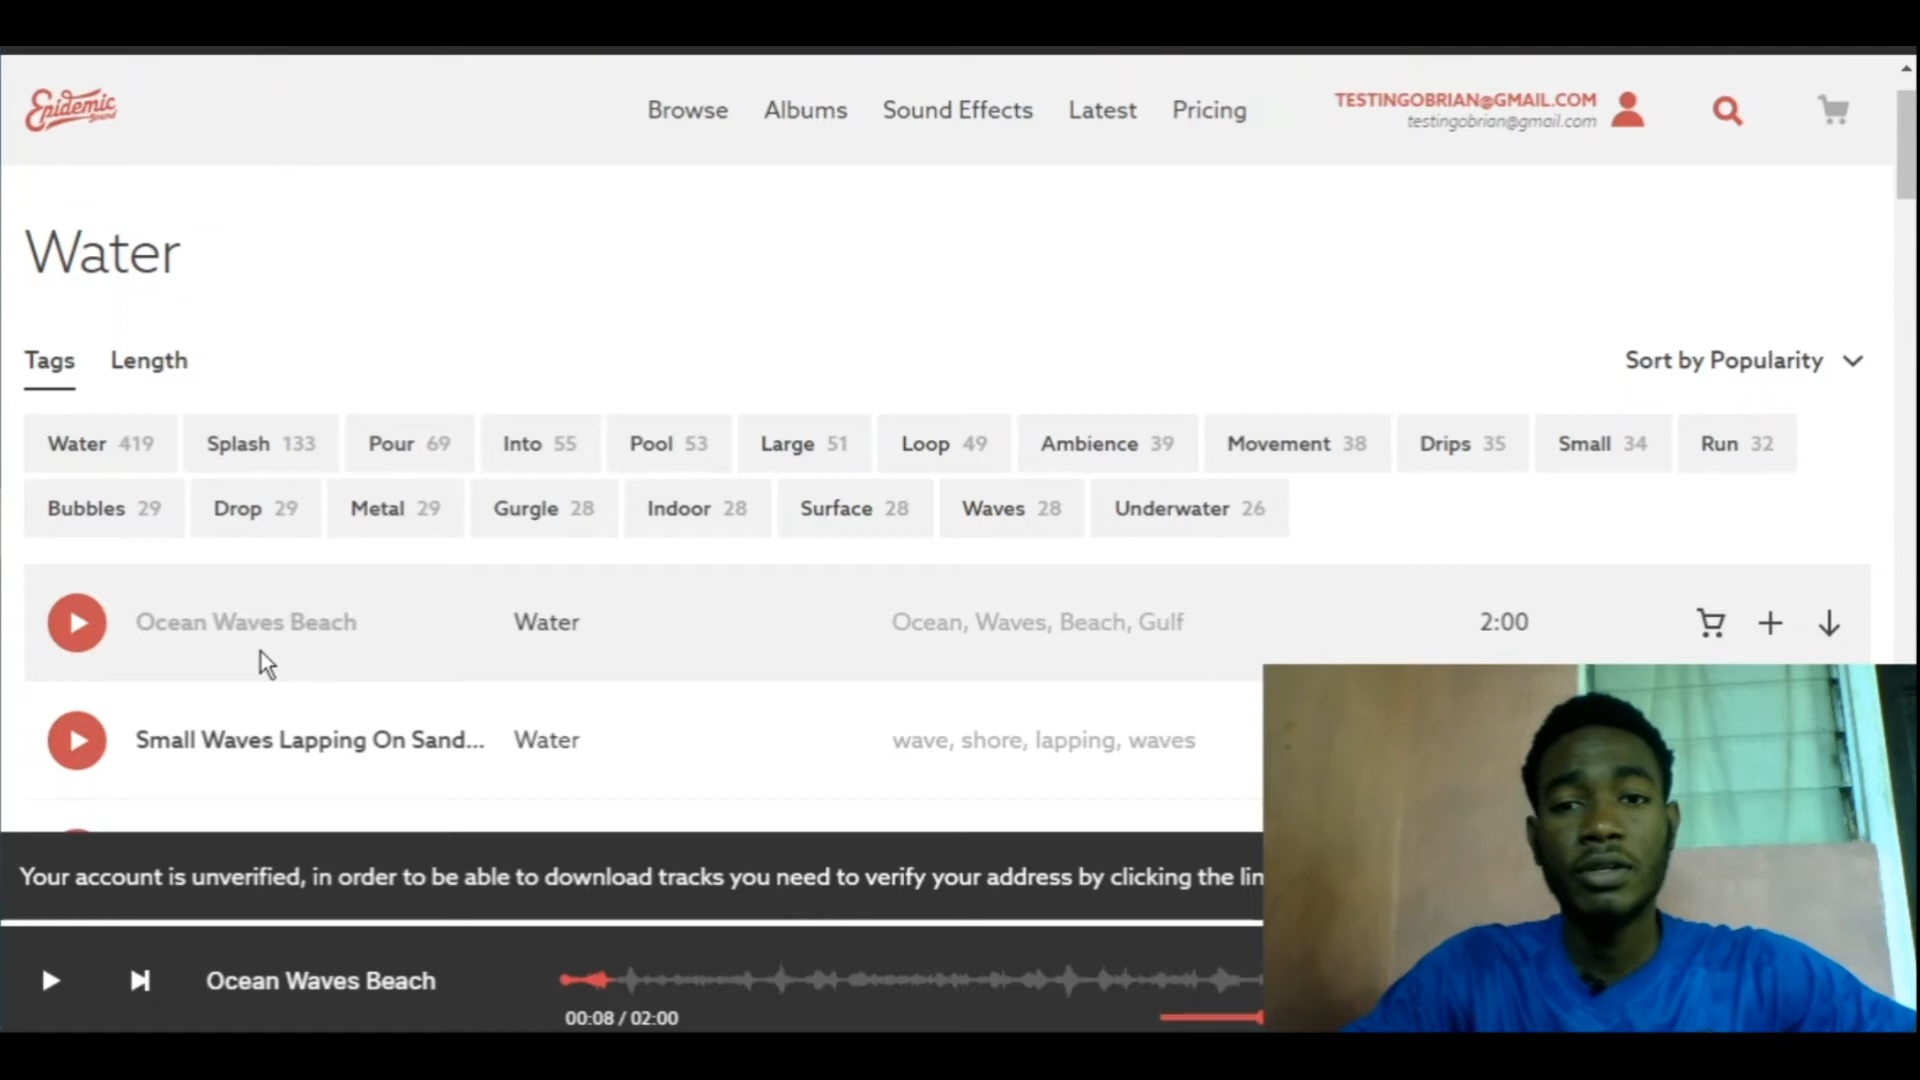 Epidemic
Sound
Browse Albums Sound Effects Latest Pricing
TESTINGOBRIAN@GMAIL.COM
testingobrian@gmail.com
Water
Tags Length Sort by Popularity
Water 419 Splash 133 Pour 69 Into 55 Pool 53 Large 51 Loop 49 Ambience 39 Movement 38 Drips 35 Small 34 Run 32
Bubbles 29 Drop 29 Metal 29 Gurgle 28 Indoor 28 Surface 28 Waves 28 Underwater 26
Ocean Waves Beach Water Ocean, Waves, Beach, Gulf 2:00
Small Waves Lapping On Sand... Water wave, shore, lapping, waves
Your account is unverified, in order to be able to download tracks you need to verify your address by clicking the lin
Ocean Waves Beach
00:08 / 02:00